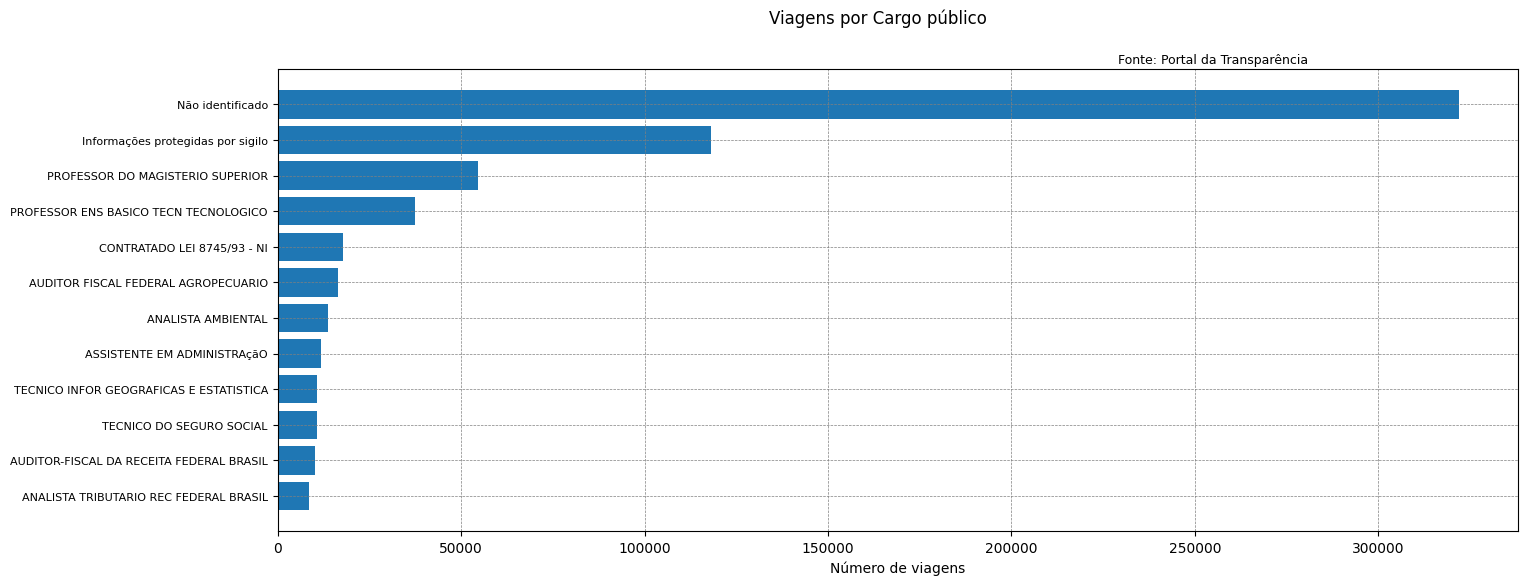 Viagens por Cargo público
Fonte: Portal da Transparência
Não identificado
Informações protegidas por sigilo
PROFESSOR DO MAGISTERIO SUPERIOR
PROFESSOR ENS BASICO TECN TECNOLOGICO
CONTRATADO LEI 8745/93 - NI
AUDITOR FISCAL FEDERAL AGROPECUARIO
ANALISTA AMBIENTAL
ASSISTENTE EM ADMINISTRAçãO
TECNICO INFOR GEOGRAFICAS E ESTATISTICA
TECNICO DO SEGURO SOCIAL
AUDITOR-FISCAL DA RECEITA FEDERAL BRASIL
ANALISTA TRIBUTARIO REC FEDERAL BRASIL
0 50000 100000 150000 200000 250000 300000
Número de viagens